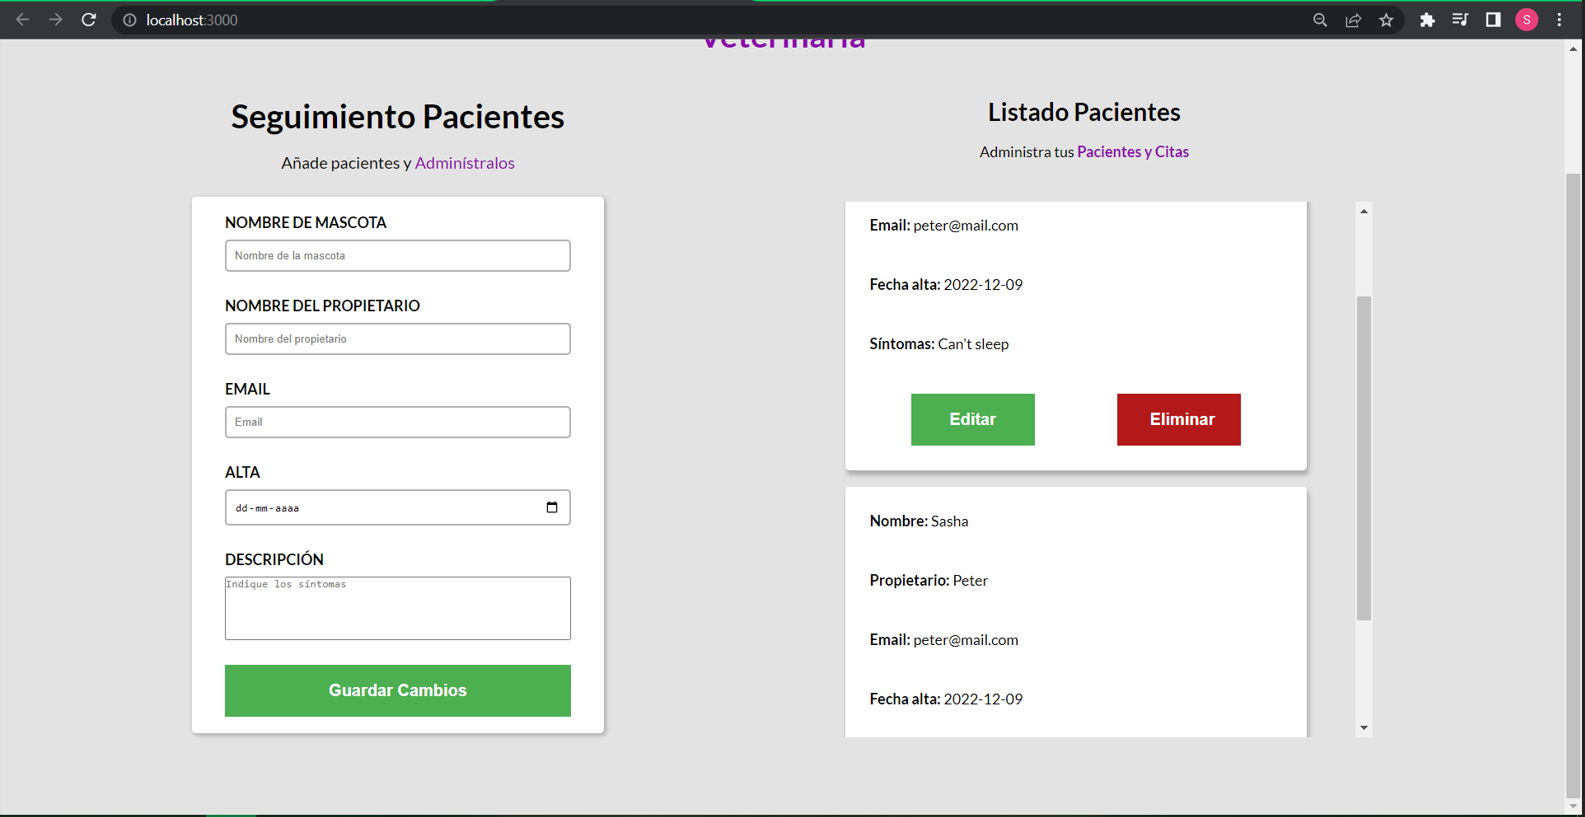 localhost:3000
S
Veterinaria
Seguimiento Pacientes
Añade pacientes y Adminístralos
NOMBRE DE MASCOTA
Nombre de la mascota
NOMBRE DEL PROPIETARIO
Nombre del propietario
EMAIL
Email
ALTA
dd-mm-aaaa
DESCRIPCIÓN
Indique los síntomas
Guardar Cambios
Listado Pacientes
Administra tus Pacientes y Citas
Email: peter@mail.com
Fecha alta: 2022-12-09
Síntomas: Can't sleep
Editar
Eliminar
Nombre: Sasha
Propietario: Peter
Email: peter@mail.com
Fecha alta: 2022-12-09